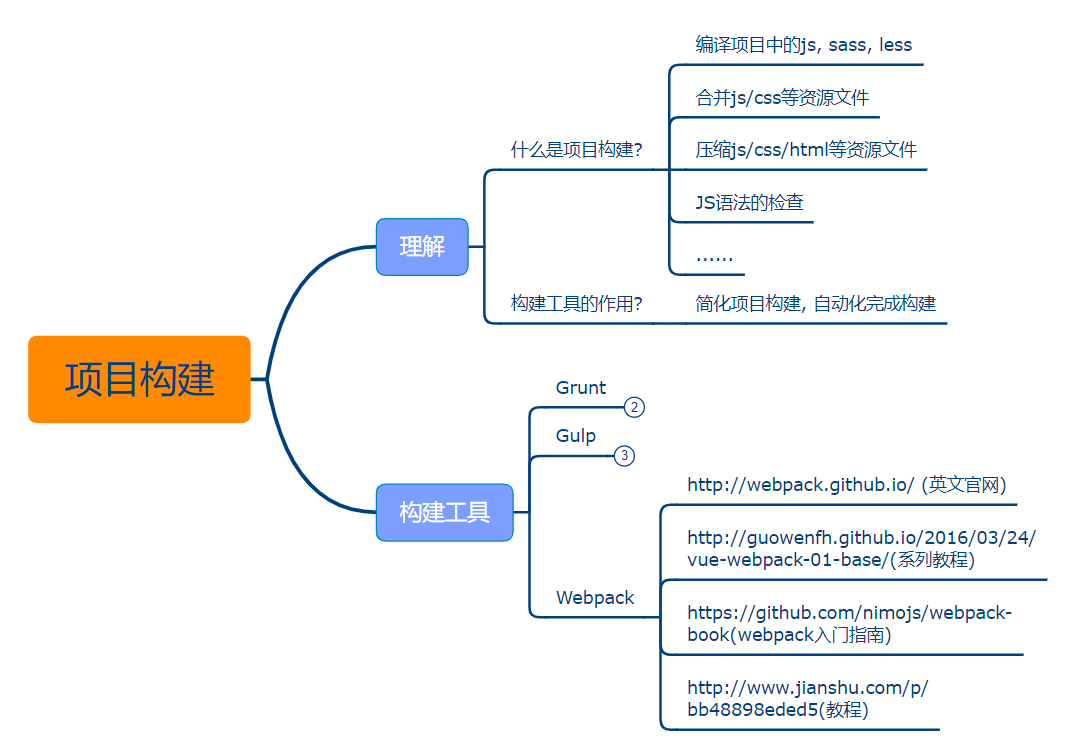 项目构建
理解
什么是项目构建?
编译项目中的js, sass, less
合并js/css等资源文件
压缩js/css/html等资源文件
JS语法的检查
......
构建工具的作用?
简化项目构建, 自动化完成构建
构建工具
Grunt
2
Gulp
3
Webpack
http://webpack.github.io/ (英文官网)
http://guowenfh.github.io/2016/03/24/
vue-webpack-01-base/(系列教程)
https://github.com/nimojs/webpack-
book(webpack入门指南)
http://www.jianshu.com/p/
bb48898eded5(教程)